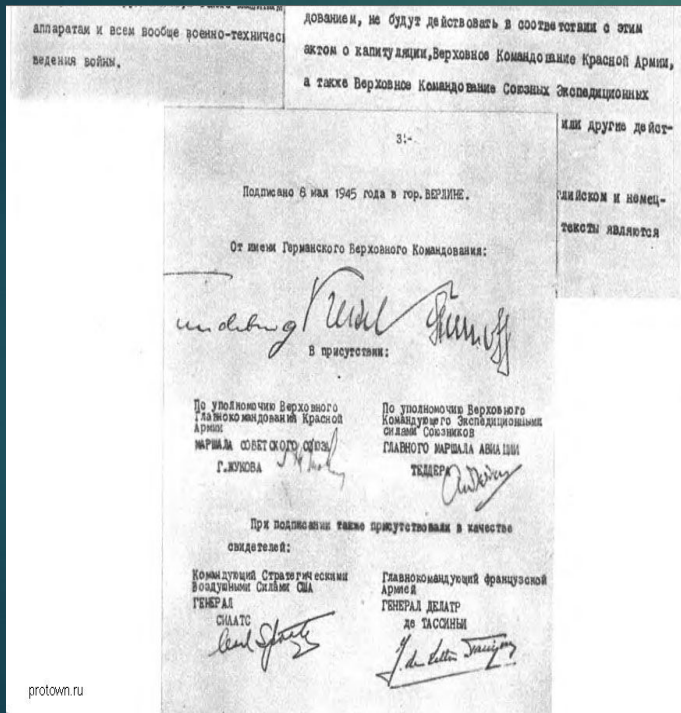 аппаратам и всем вообще военно-техничес
ведения войны.
дованием, не будут действовать в соответствии с этим
актом о капитуляции, Верховное Командование Красной Армии,
а также Верховное Командование Союзных Экспедиционных
или другие дейст-
глийском и немец-
тексты являются
3:-
Подписано 8 мая 1945 года в гор. БЕРЛИНЕ.
От имени Германского Верховного Командования:
В присутствии:
По уполномочию Верховного
Главнокомандования Красной
Армии
МАРШАЛА СОВЕТСКОГО СОЮЗА
Г.ЖУКОВА
По уполномочию Верховного
Командующего Экспедиционными
силами Союзников
ГЛАВНОГО МАРШАЛА АВИАЦИИ
ТЕДДЕРА
При подписании также присутствовали в качестве
свидетелей:
Командующий Стратегическими
Воздушными Силами США
ГЕНЕРАЛ
СПААТС
Главнокомандующий французской
Армией
ГЕНЕРАЛ ДЕЛАТР
де ТАССИНЬИ
protown.ru